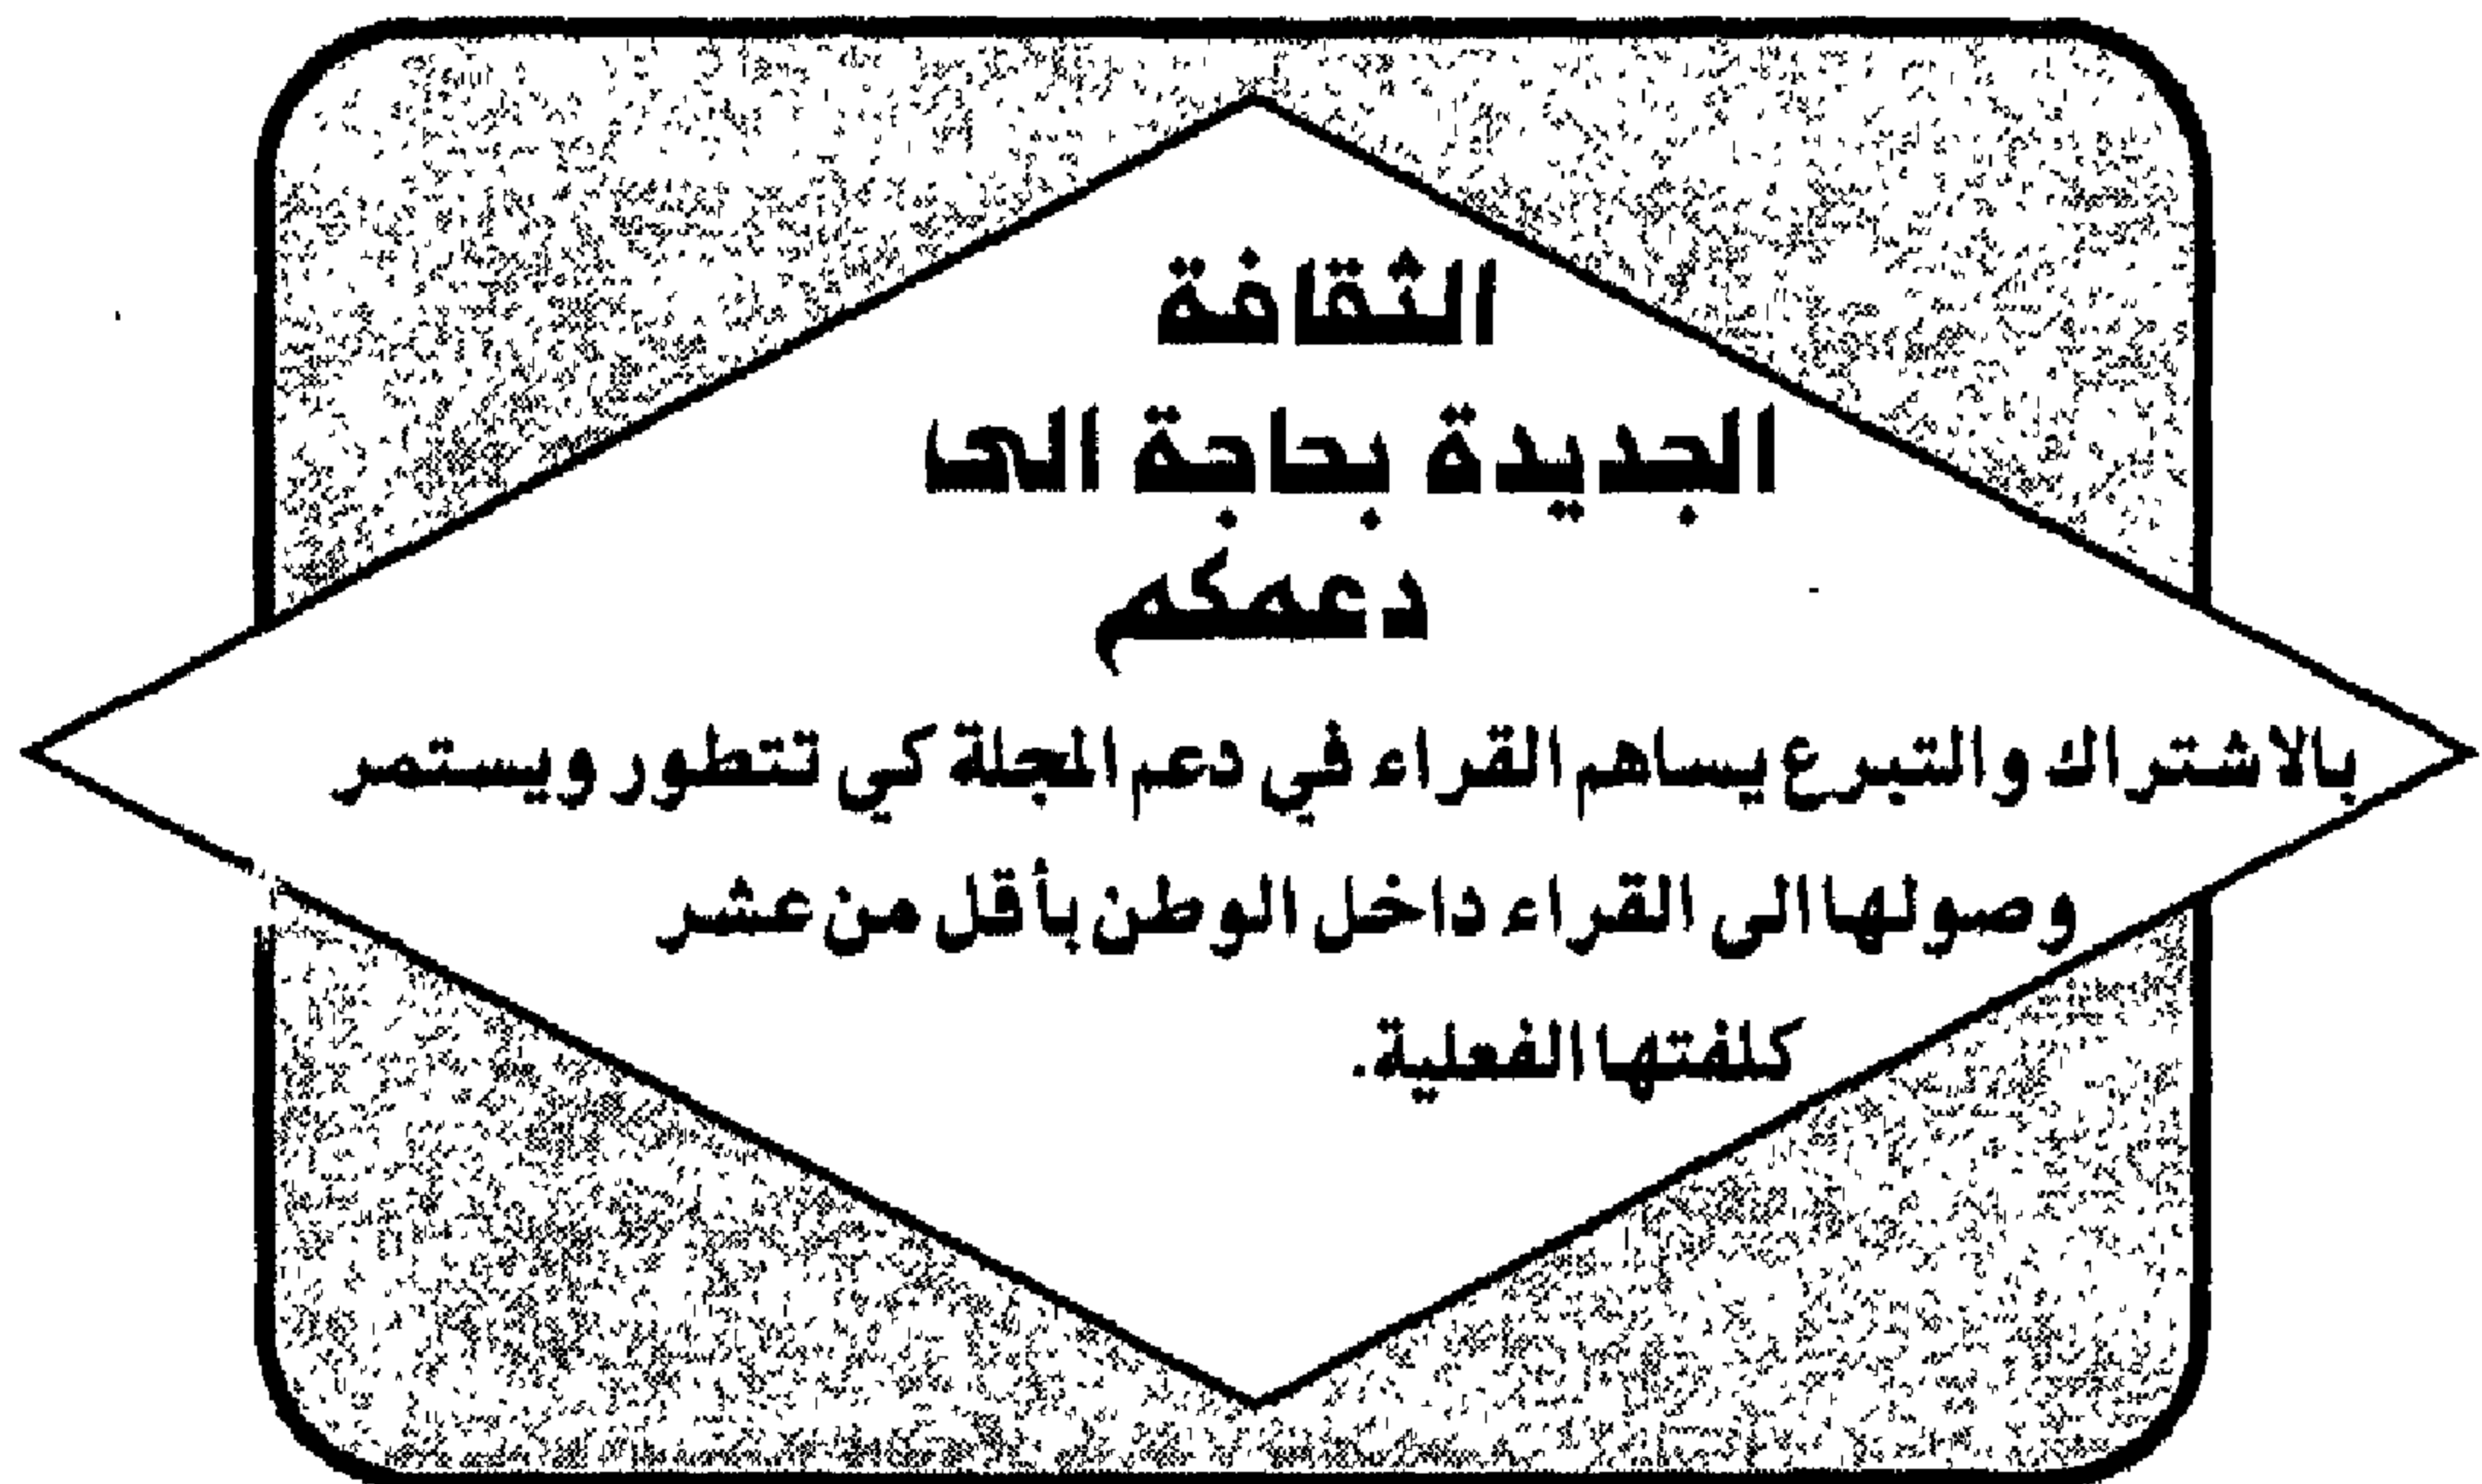 الثقافة
الجديدة بحاجة الى
دعمكم
بالاشتراك والتبرع يساهم القراء في دعم المجلة كي تتطور ويستمر
وصولها الى القراء داخل الوطن بأقل من عشر
كلفتها الفعلية.